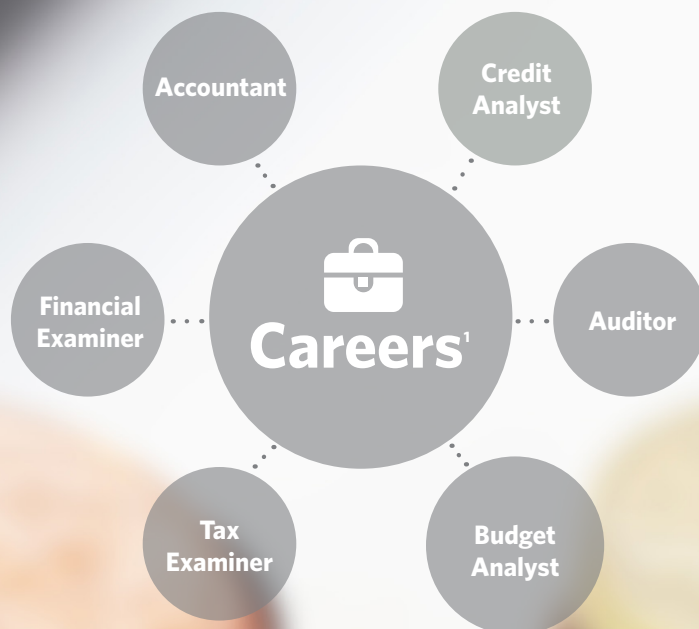 Accountant
Credit
Analyst
Careers¹
Financial
Examiner
Auditor
Tax
Examiner
Budget
Analyst